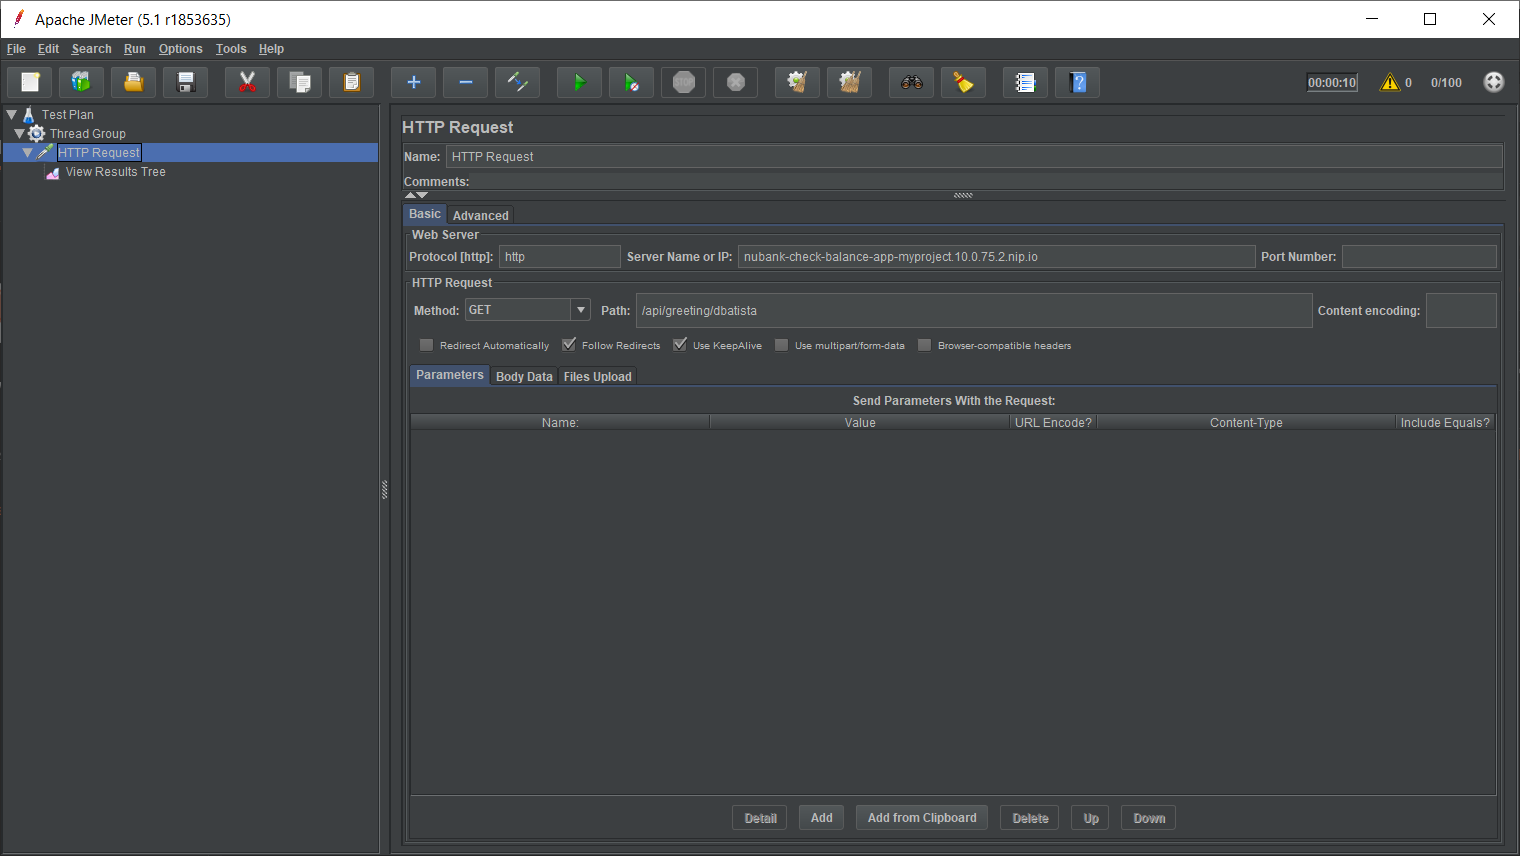 Apache JMeter (5.1 r1853635)
File Edit Search Run Options Tools Help
STOP
?
00:00:10 0 0/100
Test Plan
Thread Group
HTTP Request
View Results Tree
HTTP Request
Name: HTTP Request
Comments:
Basic Advanced
Web Server
Protocol [http]: http Server Name or IP: nubank-check-balance-app-myproject.10.0.75.2.nip.io Port Number:
HTTP Request
Method: GET Path: /api/greeting/dbatista Content encoding:
Redirect Automatically Follow Redirects Use KeepAlive Use multipart/form-data Browser-compatible headers
Parameters Body Data Files Upload
Send Parameters With the Request:
Name: Value URL Encode? Content-Type Include Equals?
Detail Add Add from Clipboard Delete Up Down